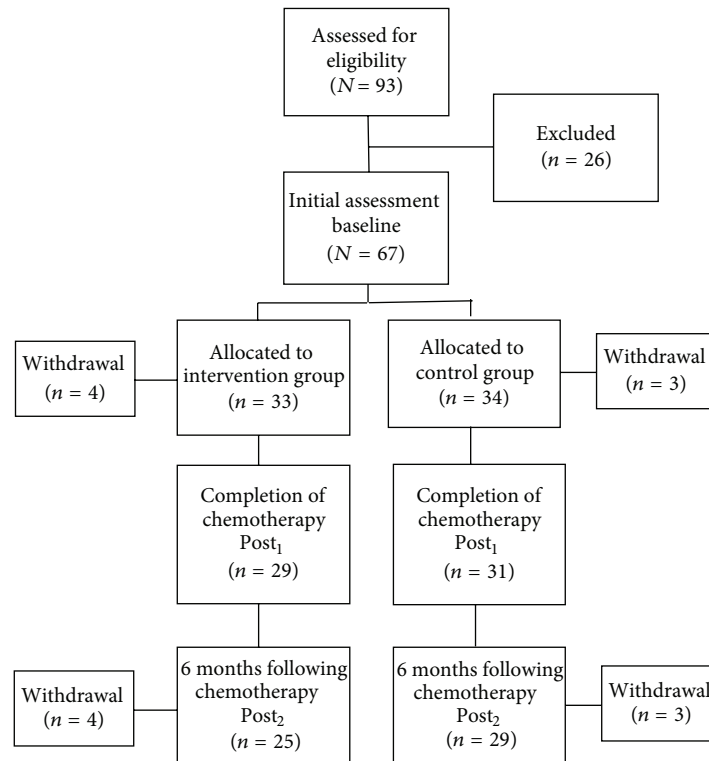 Assessed for
eligibility
(N = 93)
Excluded
(n = 26)
Initial assessment
baseline
(N = 67)
Withdrawal
(n = 4)
Allocated to
intervention group
(n = 33)
Allocated to
control group
(n = 34)
Withdrawal
(n = 3)
Completion of
chemotherapy
Post₁
(n = 29)
Completion of
chemotherapy
Post₁
(n = 31)
Withdrawal
(n = 4)
6 months following
chemotherapy
Post₂
(n = 25)
6 months following
chemotherapy
Post₂
(n = 29)
Withdrawal
(n = 3)